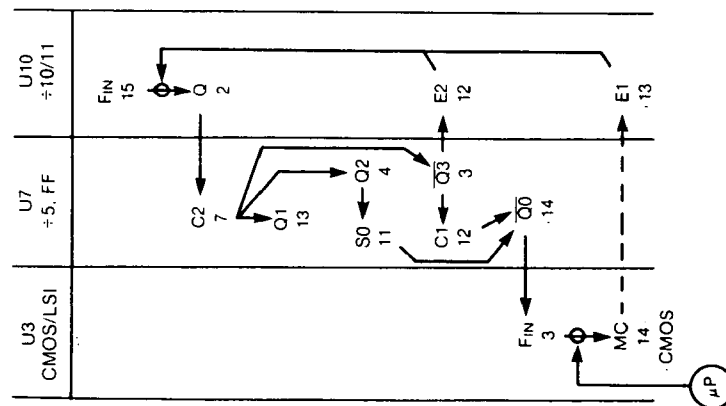 U10
÷10/11
FIN
15
Q
2
E2
12
E1
13
U7
÷5, FF
C2
7
Q1
13
Q2
4
S0
11
Q3
3
C1
12
Q0
14
U3
CMOS/LSI
FIN
3
MC
14
CMOS
μP